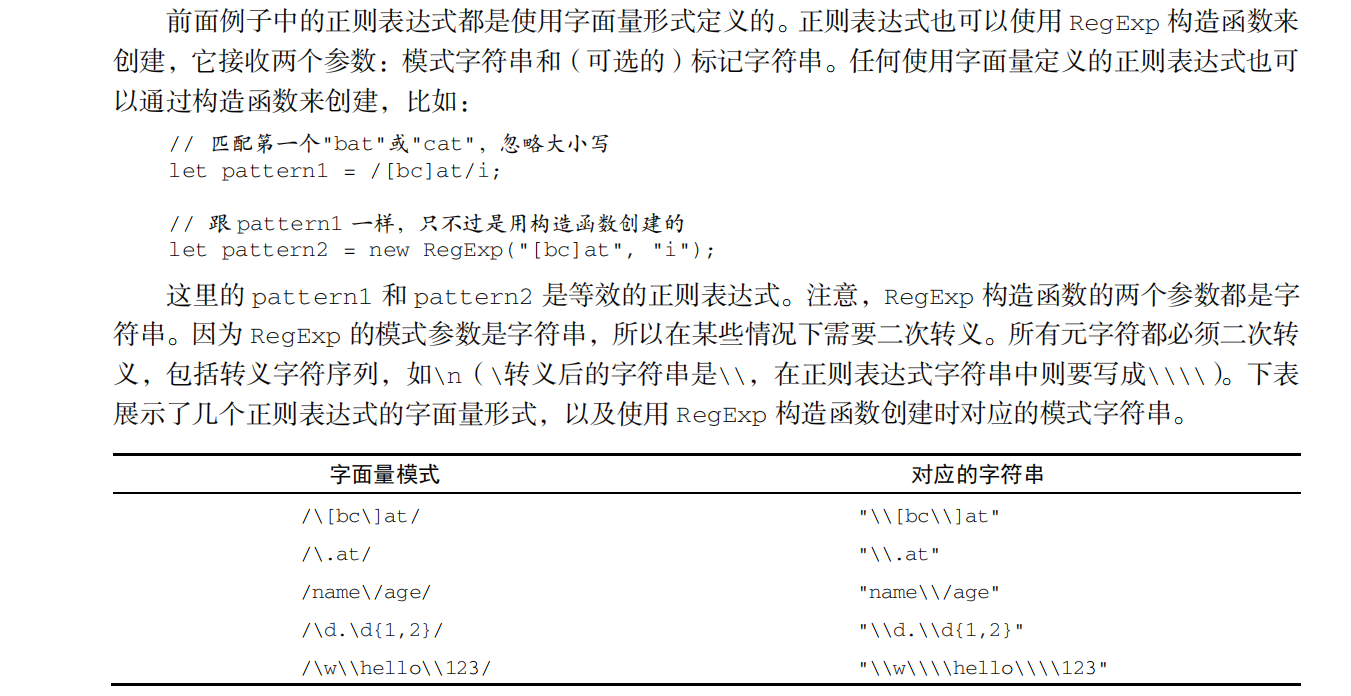 前面例子中的正则表达式都是使用字面量形式定义的。正则表达式也可以使用 RegExp 构造函数来
创建，它接收两个参数：模式字符串和（可选的）标记字符串。任何使用字面量定义的正则表达式也可
以通过构造函数来创建，比如：
// 匹配第一个"bat"或"cat"，忽略大小写
let pattern1 = /[bc]at/i;
// 跟 pattern1 一样，只不过是用构造函数创建的
let pattern2 = new RegExp("[bc]at", "i");
这里的 pattern1 和 pattern2 是等效的正则表达式。注意，RegExp 构造函数的两个参数都是字
符串。因为 RegExp 的模式参数是字符串，所以在某些情况下需要二次转义。所有元字符都必须二次转
义，包括转义字符序列，如\n（\转义后的字符串是\\，在正则表达式字符串中则要写成\\\\）。下表
展示了几个正则表达式的字面量形式，以及使用 RegExp 构造函数创建时对应的模式字符串。
字面量模式 对应的字符串
/\[bc\]at/ "\\[bc\\]at"
/\.at/ "\\.at"
/name\/age/ "name\\/age"
/\d.\d{1,2}/ "\\d.\\d{1,2}"
/\w\\hello\\123/ "\\w\\\\hello\\\\123"